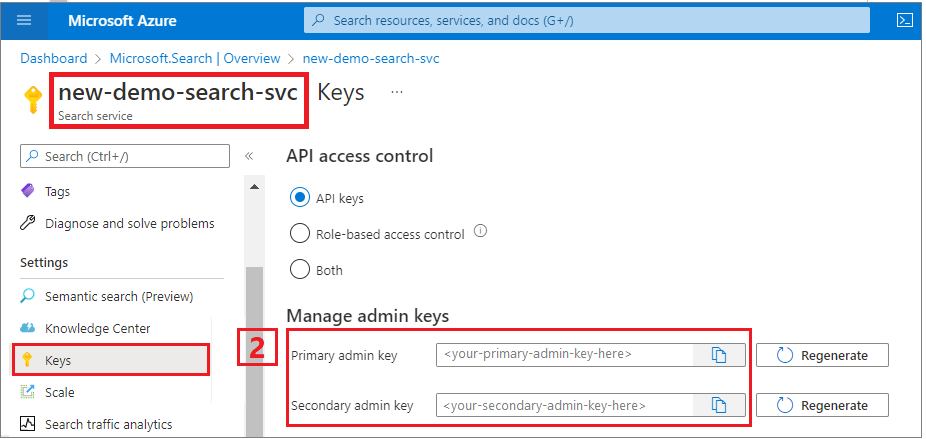 Microsoft Azure
Search resources, services, and docs (G+/)
Dashboard > Microsoft.Search | Overview > new-demo-search-svc
new-demo-search-svc Keys ...
Search service
Search (Ctrl+/) «
Tags
Diagnose and solve problems
Settings
Semantic search (Preview)
Knowledge Center
Keys
Scale
Search traffic analytics
API access control
API keys
Role-based access control
Both
Manage admin keys
2
Primary admin key <your-primary-admin-key-here> Regenerate
Secondary admin key <your-secondary-admin-key-here> Regenerate